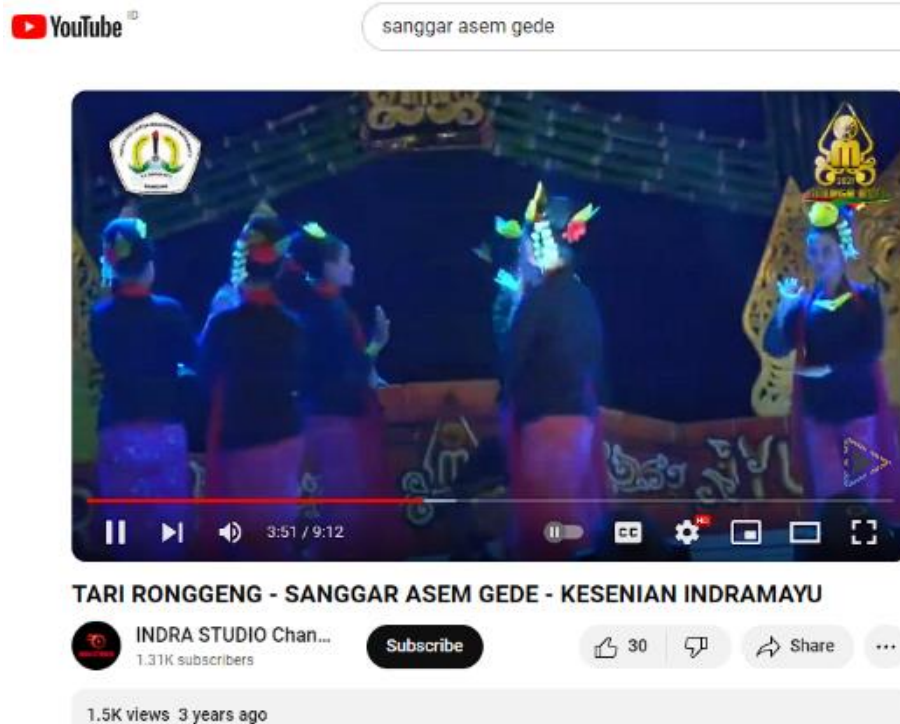 YouTube ID
sanggar asem gede
2021
3:51 / 9:12
CC
HD
TARI RONGGENG - SANGGAR ASEM GEDE - KESENIAN INDRAMAYU
INDRA STUDIO Chan...
1.31K subscribers
Subscribe
30
Share
...
1.5K views 3 years ago